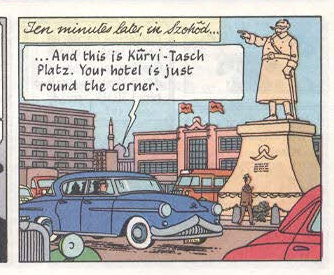 Ten minutes later, in Szohôd...
...And this is Kûrvi-Tasch
Platz. Your hotel is just
round the corner.